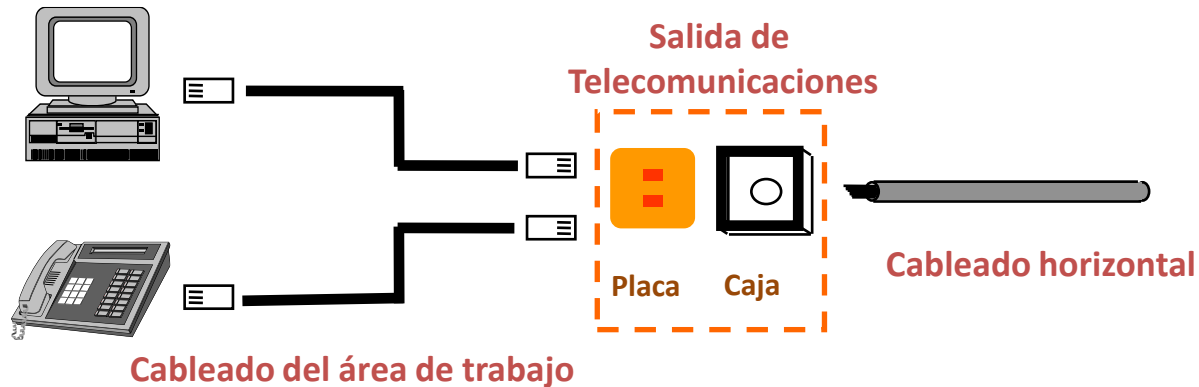 Salida de
Telecomunicaciones
Placa
Caja
Cableado horizontal
Cableado del área de trabajo